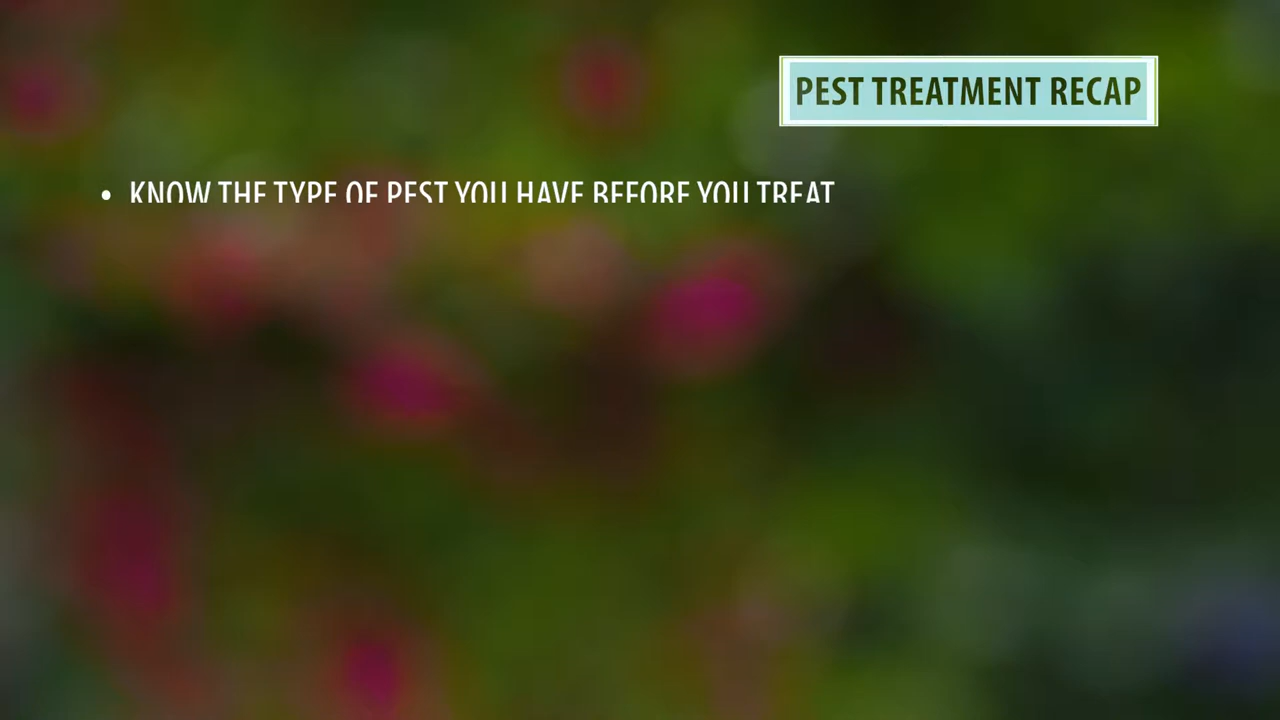 PEST TREATMENT RECAP
• KNOW THE TYPE OF PEST YOU HAVE BEFORE YOU TREAT